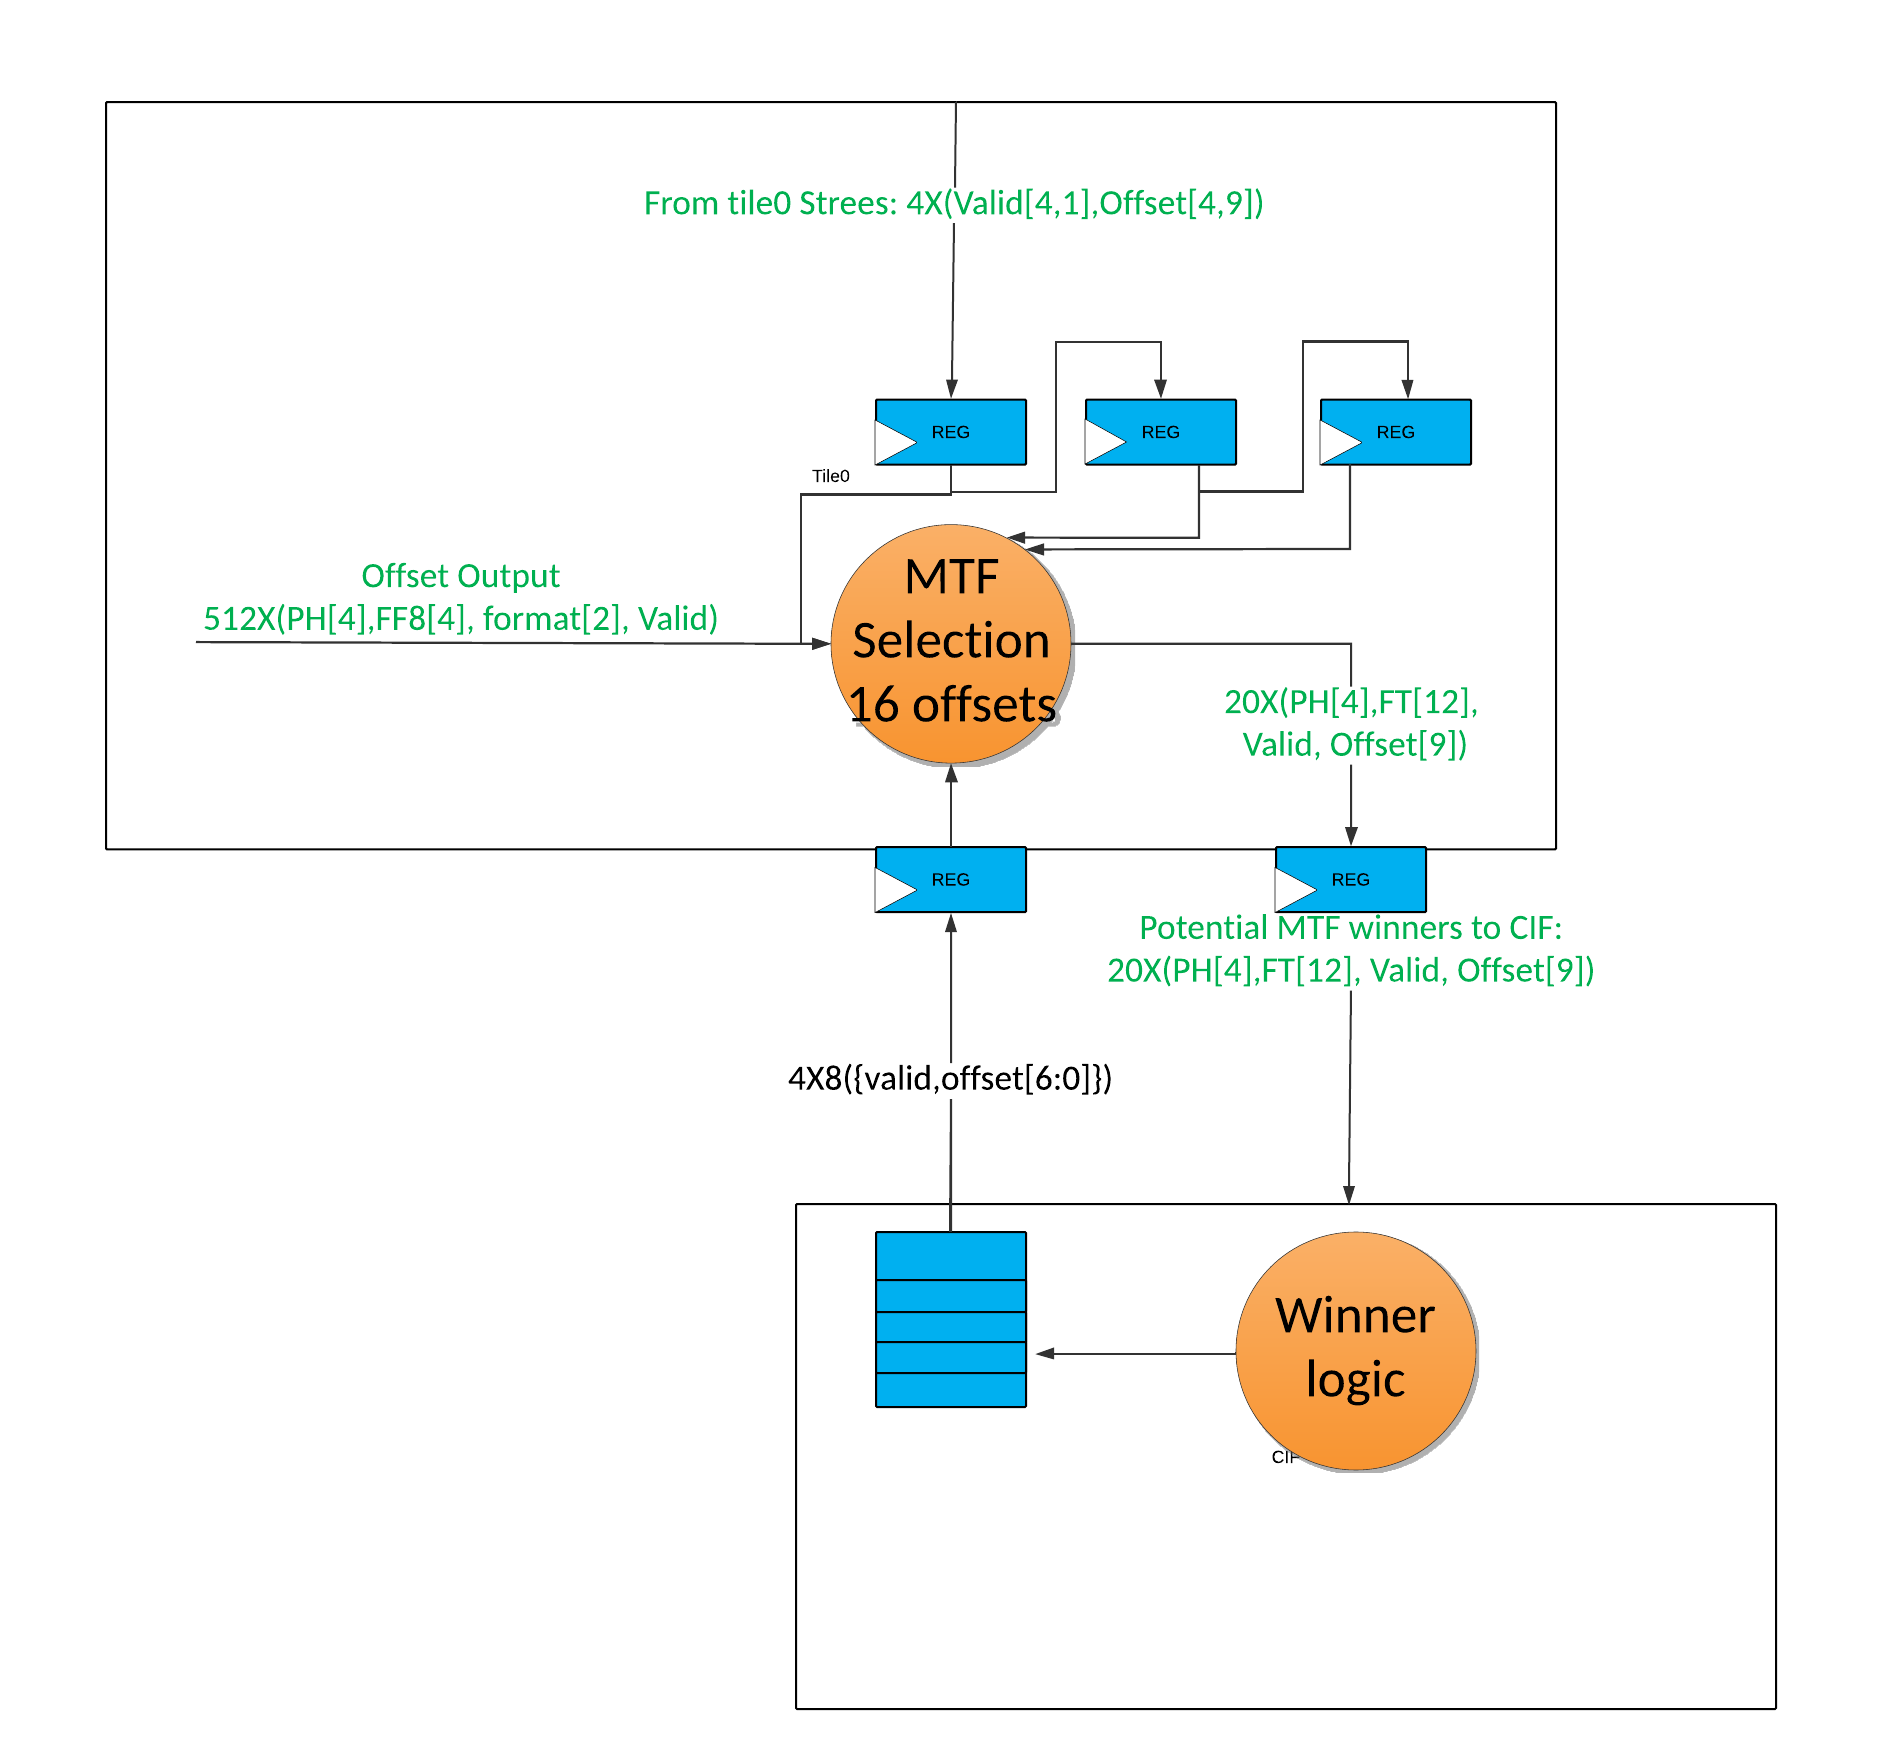 From tile0 Strees: 4X(Valid[4,1],Offset[4,9])
REG
REG
REG
Tile0
Offset Output
512X(PH[4],FF8[4], format[2], Valid)
MTF
Selection
16 offsets
20X(PH[4],FT[12],
Valid, Offset[9])
REG
REG
Potential MTF winners to CIF:
20X(PH[4],FT[12], Valid, Offset[9])
4X8({valid,offset[6:0]})
Winner
logic
CIF